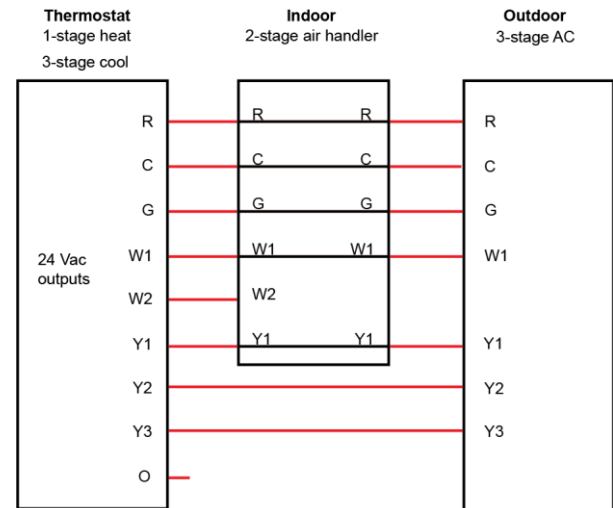 Thermostat
1-stage heat
3-stage cool
Indoor
2-stage air handler
Outdoor
3-stage AC
R R R R
C C C C
G G G G
24 Vac
outputs
W1 W1 W1 W1
W2 W2
Y1 Y1 Y1 Y1
Y2 Y2
Y3 Y3
O